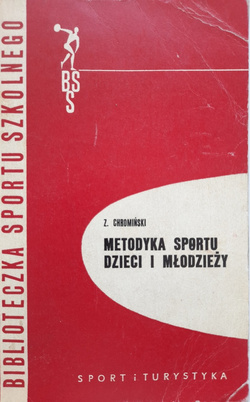 BIBLIOTECZKA SPORTU SZKOLNEGO
BSS
Z. CHROMIŃSKI
METODYKA SPORTU
DZIECI I MŁODZIEŻY
SPORT i TURYSTYKA